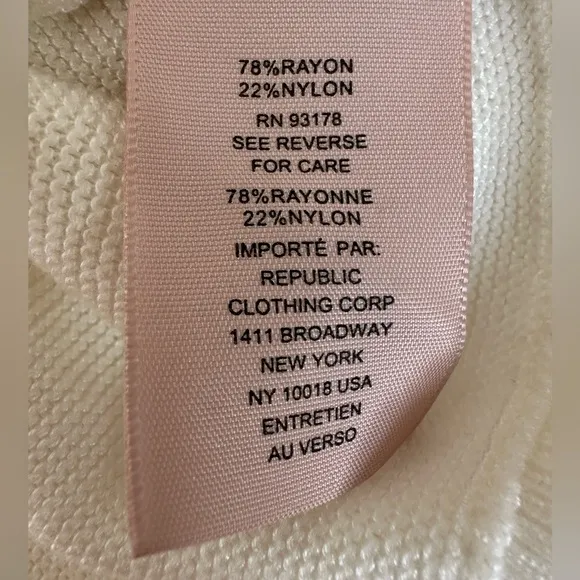 78%RAYON
22%NYLON
RN 93178
SEE REVERSE
FOR CARE
78%RAYONNE
22%NYLON
IMPORTÉ PAR:
REPUBLIC
CLOTHING CORP
1411 BROADWAY
NEW YORK
NY 10018 USA
ENTRETIEN
AU VERSO